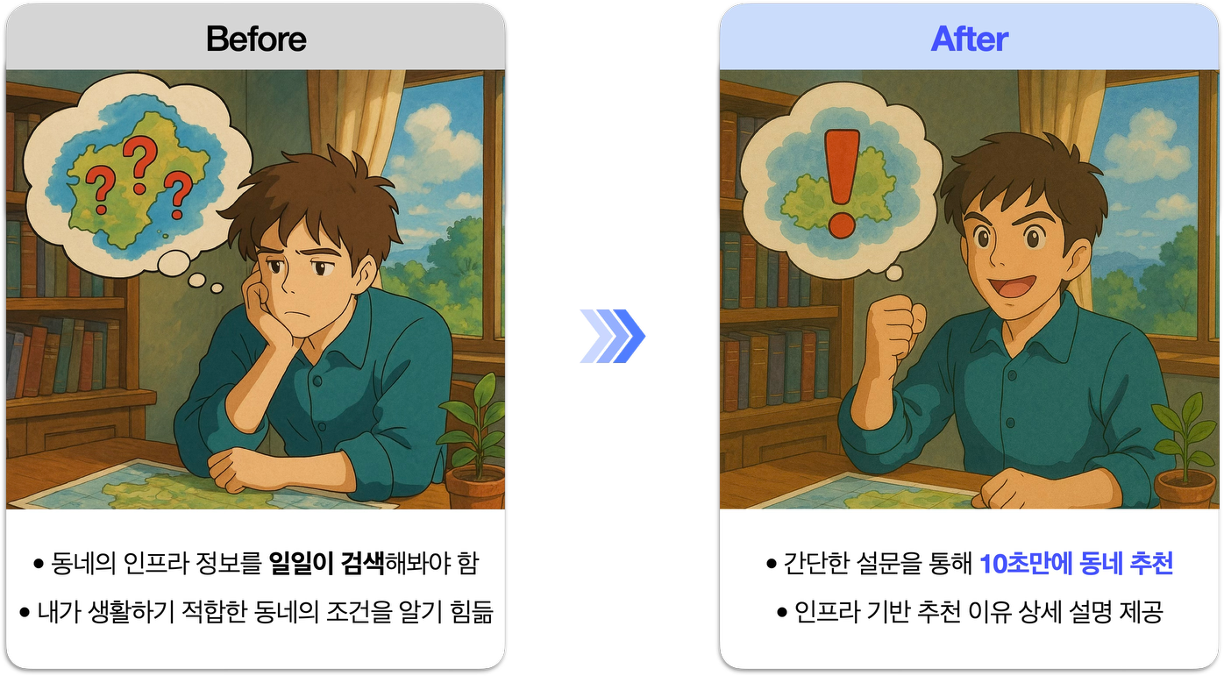 Before
???
• 동네의 인프라 정보를 일일이 검색해봐야 함
• 내가 생활하기 적합한 동네의 조건을 알기 힘듦
After
!
• 간단한 설문을 통해 10초만에 동네 추천
• 인프라 기반 추천 이유 상세 설명 제공